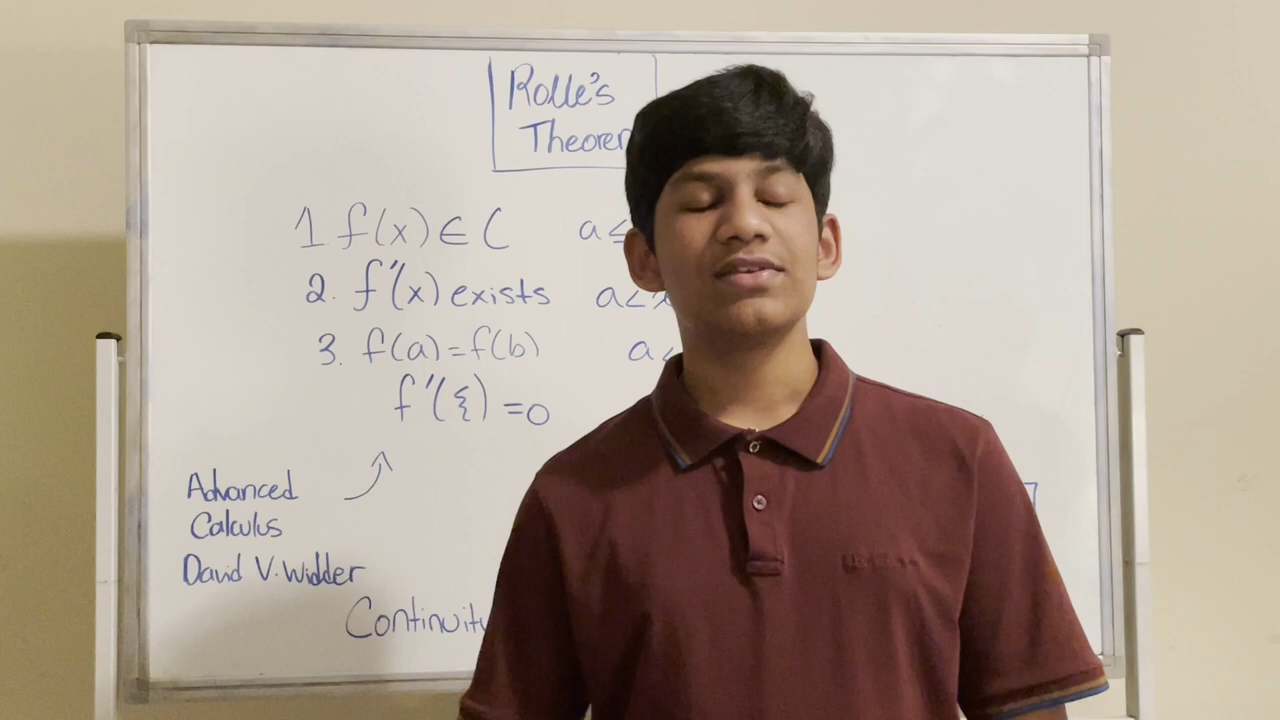 Rolle's
Theorem
1 f(x) ∈ C a ≤
2. f'(x) exists a < x
3. f(a) = f(b) a <
f'(ξ) = 0
Advanced
Calculus
David V. Widder
Continuity